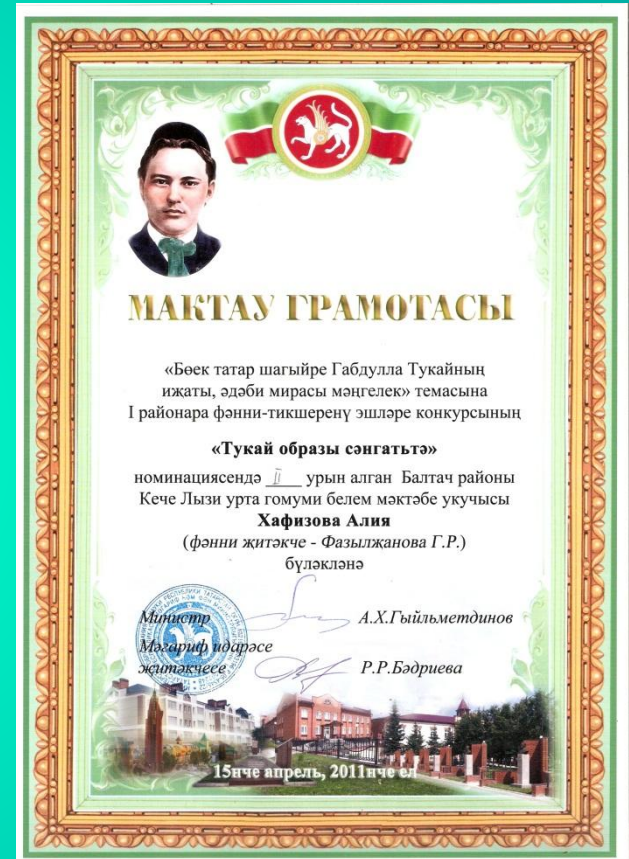 МАКТАУ ГРАМОТАСЫ
«Бөек татар шагыйре Габдулла Тукайның
иҗаты, әдәби мирасы мәңгелек» темасына
I районара фәнни-тикшеренү эшләре конкурсының
«Тукай образы сәнгатьтә»
номинациясендә II урын алган Балтач районы
Кече Лызи урта гомуми белем мәктәбе укучысы
Хафизова Алия
(фәнни җитәкче - Фазылҗанова Г.Р.)
бүләкләнә
Министр А.Х.Гыйльметдинов
Мәгариф идарәсе
җитәкчесе Р.Р.Бәдриева
15нче апрель, 2011нче ел